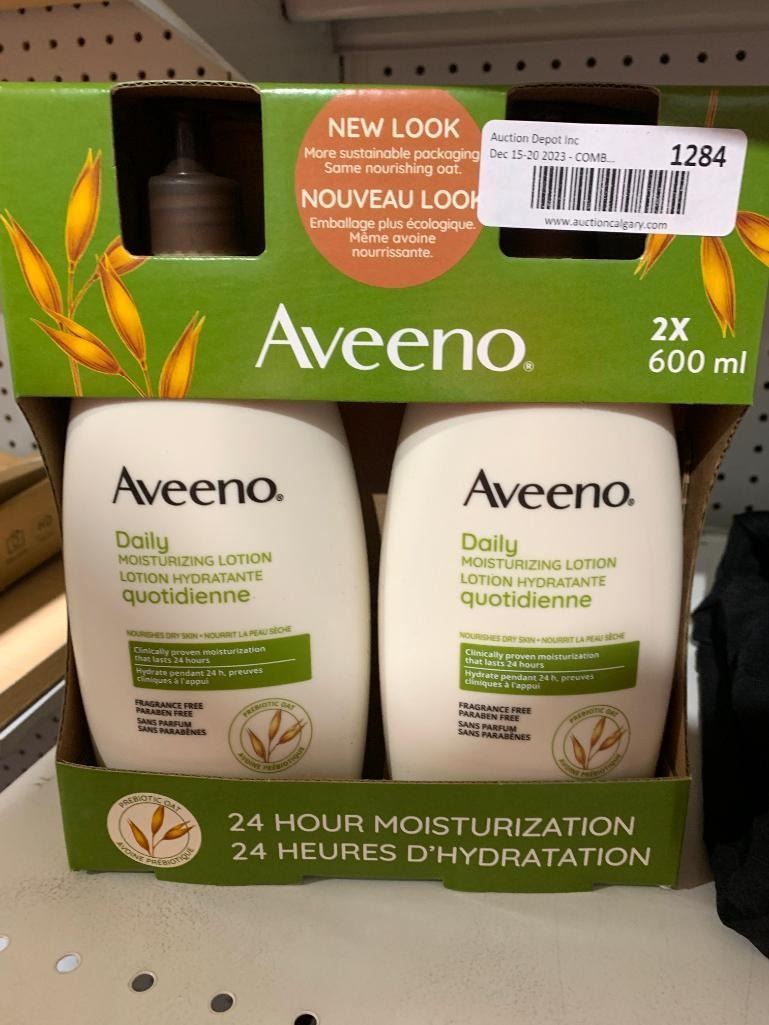 NEW LOOK
More sustainable packaging
Same nourishing oat.
NOUVEAU LOOK
Emballage plus écologique.
Même avoine
nourrissante.
Auction Depot Inc
Dec 15-20 2023 - COMB...
1284
www.auctioncalgary.com
Aveeno®
2X
600 ml
Aveeno®
Daily
MOISTURIZING LOTION
LOTION HYDRATANTE
quotidienne
NOURISHES DRY SKIN • NOURRIT LA PEAU SÈCHE
Clinically proven moisturization
that lasts 24 hours
Hydrate pendant 24 h, preuves
cliniques à l'appui
FRAGRANCE FREE
PARABEN FREE
SANS PARFUM
SANS PARABÈNES
PREBIOTIC OAT
AVOINE PRÉBIOTIQUE
Aveeno®
Daily
MOISTURIZING LOTION
LOTION HYDRATANTE
quotidienne
NOURISHES DRY SKIN • NOURRIT LA PEAU SÈCHE
Clinically proven moisturization
that lasts 24 hours
Hydrate pendant 24 h, preuves
cliniques à l'appui
FRAGRANCE FREE
PARABEN FREE
SANS PARFUM
SANS PARABÈNES
PREBIOTIC OAT
AVOINE PRÉBIOTIQUE
PREBIOTIC OAT
AVOINE PRÉBIOTIQUE
24 HOUR MOISTURIZATION
24 HEURES D'HYDRATATION